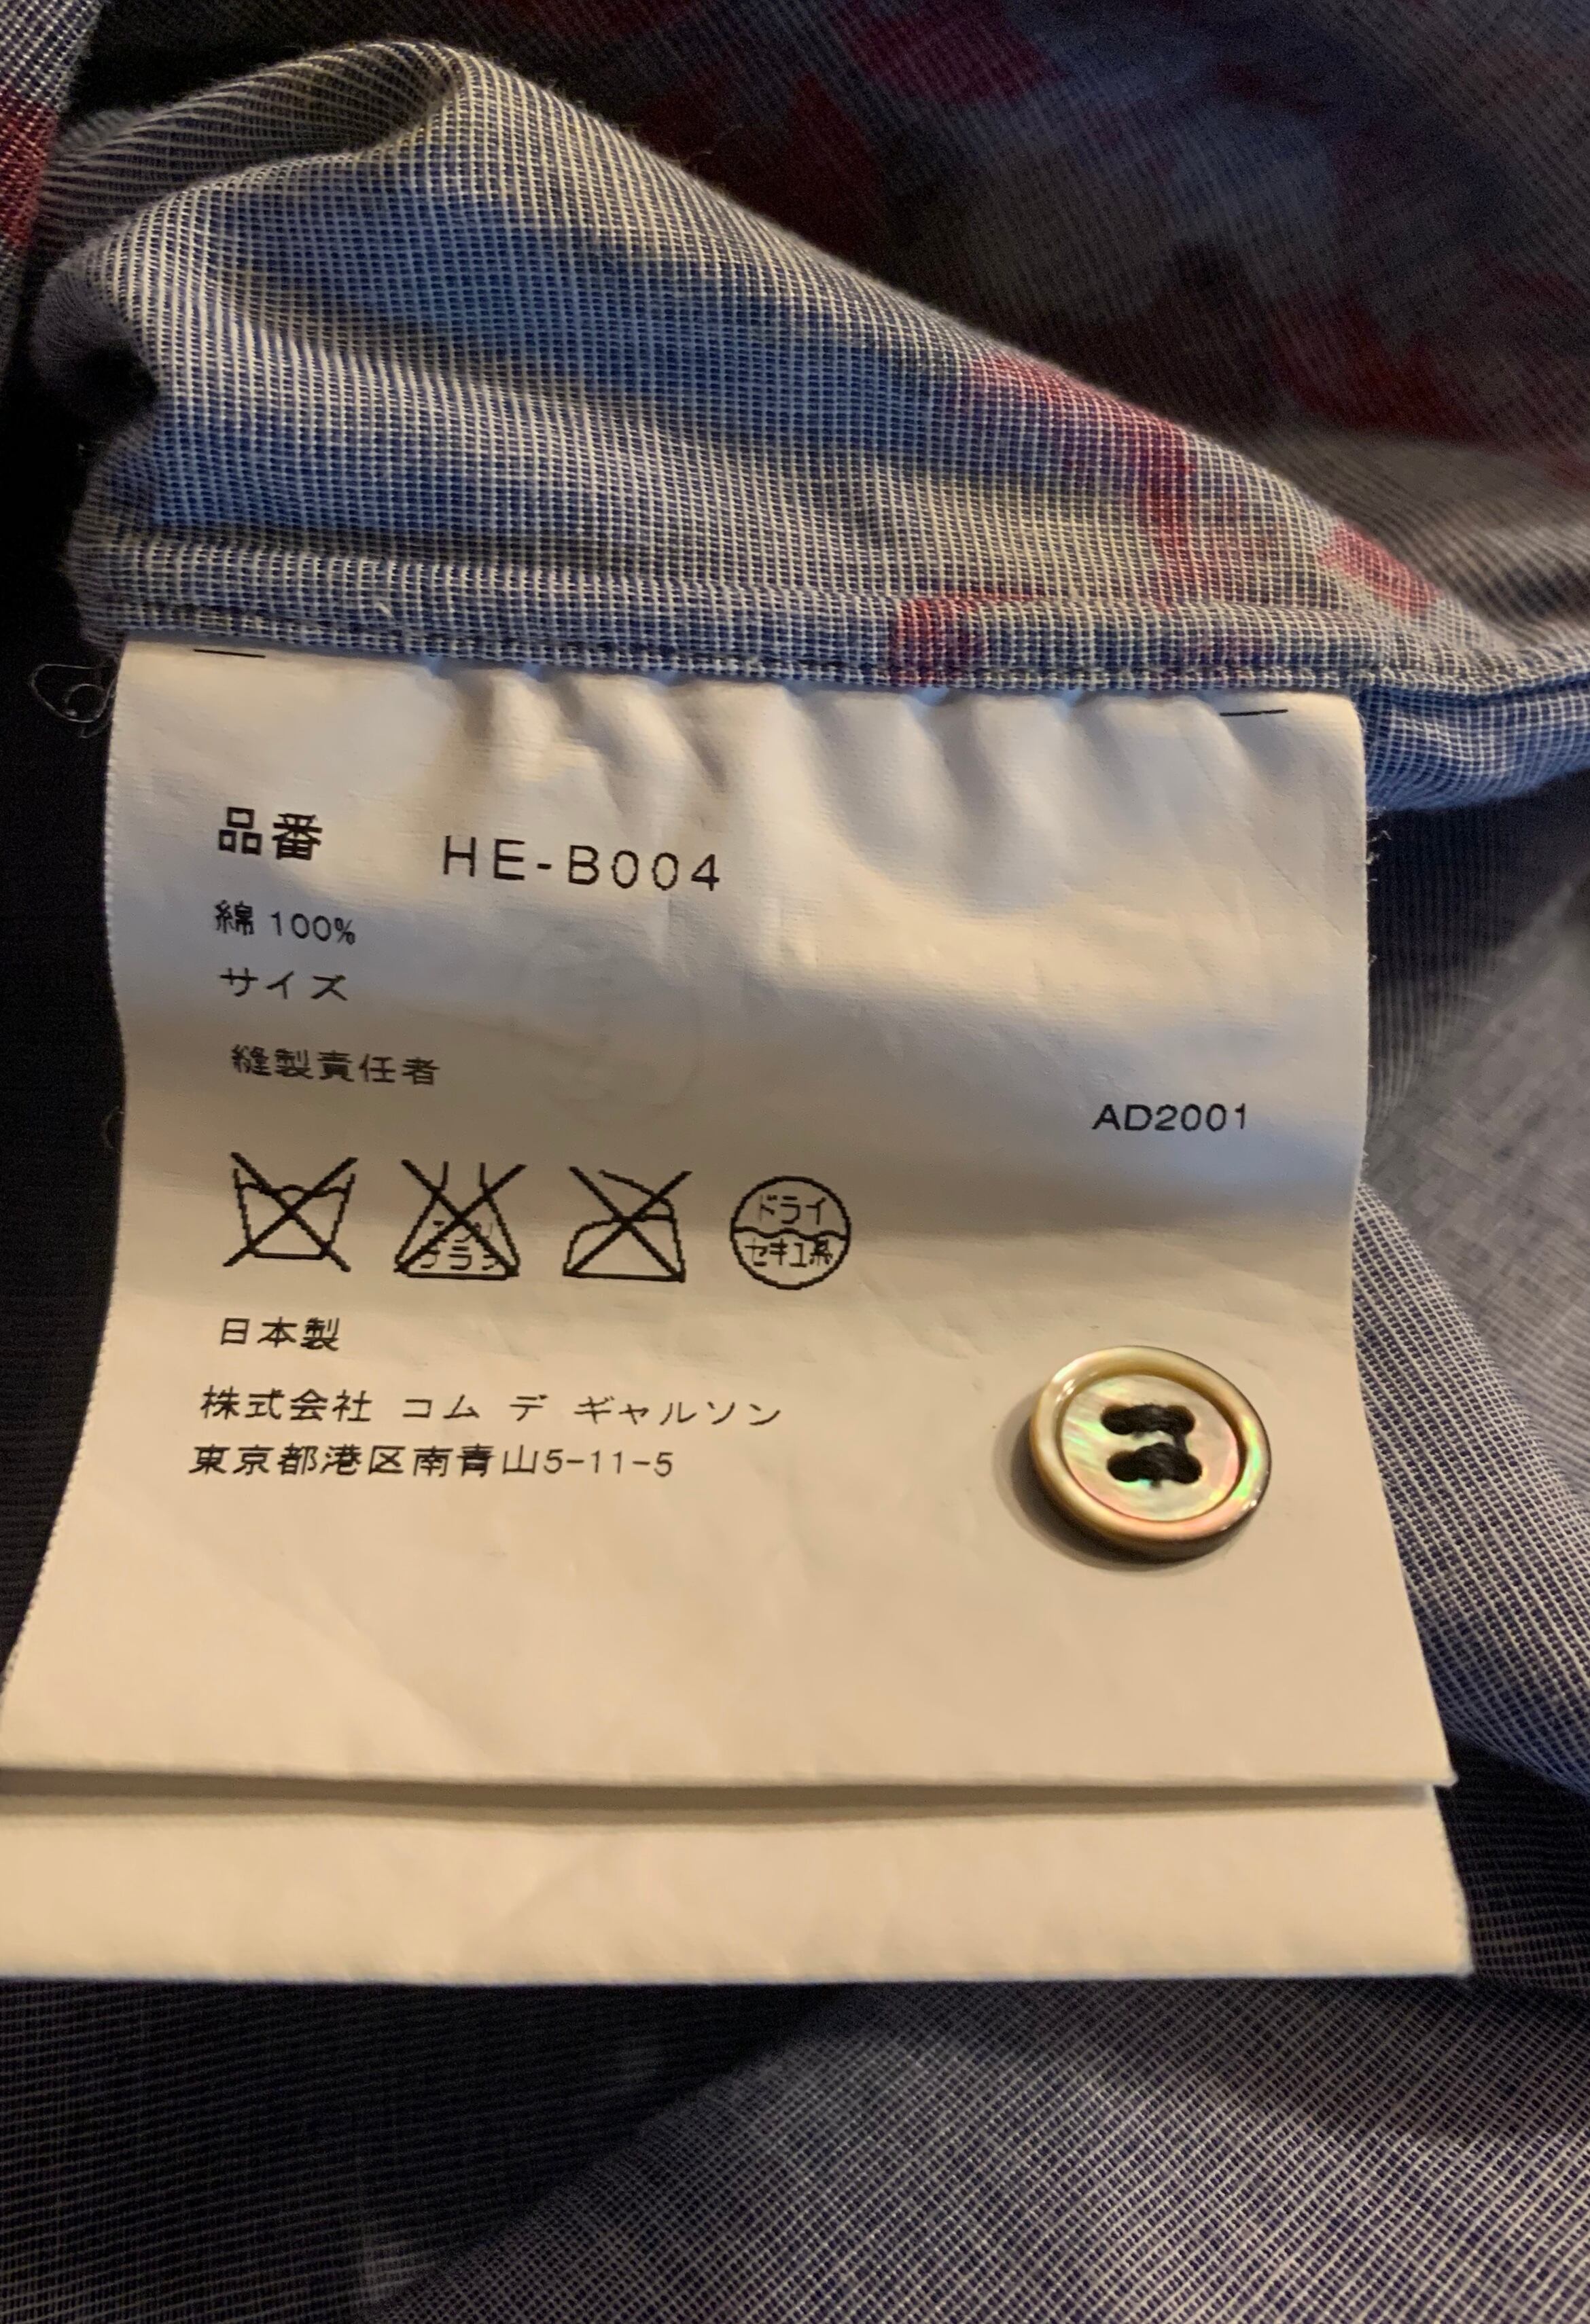 品番 HE-B004
綿 100%
サイズ
縫製責任者
AD2001
ドライ
セキユ系
日本製
株式会社 コム デ ギャルソン
東京都港区南青山5-11-5